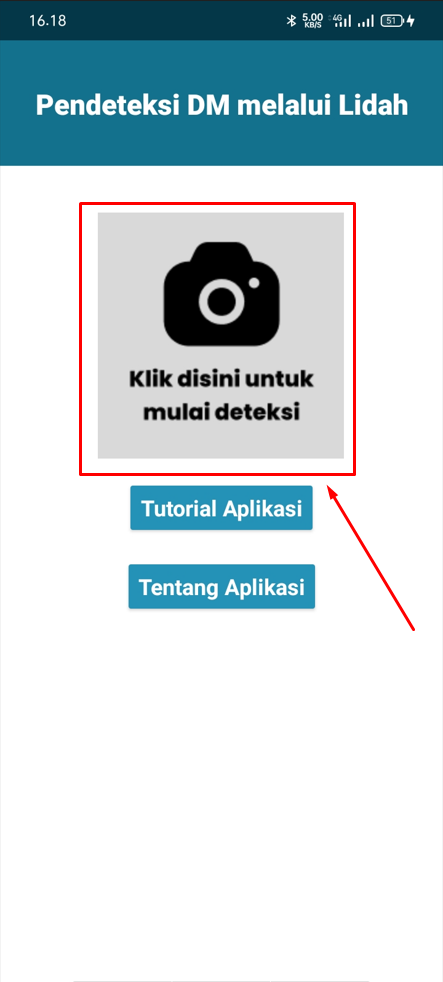 16.18
5.00
KB/S
4G
51
Pendeteksi DM melalui Lidah
Klik disini untuk
mulai deteksi
Tutorial Aplikasi
Tentang Aplikasi